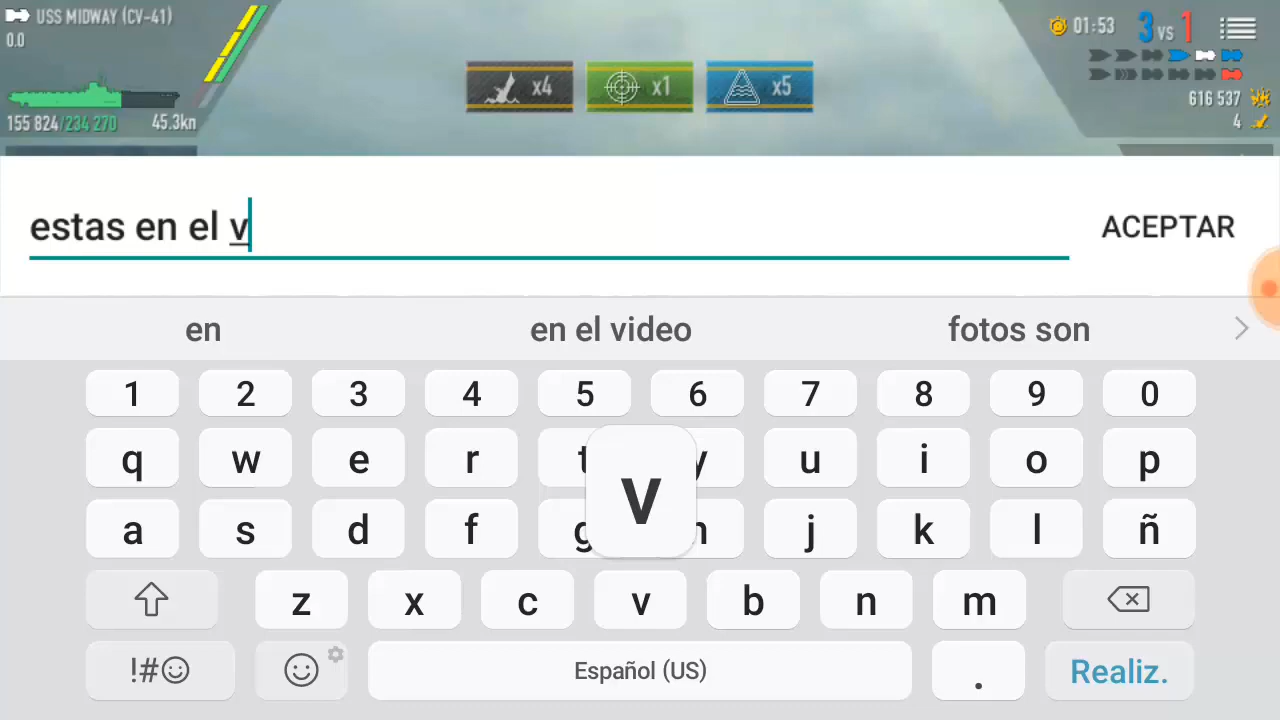 USS MIDWAY (CV-41)
0.0
155 824/234 270 45.3kn
x4 x1 x5
01:53 3 vs 1
616 537
4
estas en el v
ACEPTAR
en en el video fotos son
1 2 3 4 5 6 7 8 9 0
q w e r t y u i o p
v
a s d f g h j k l ñ
z x c v b n m
!#☺ Español (US) . Realiz.